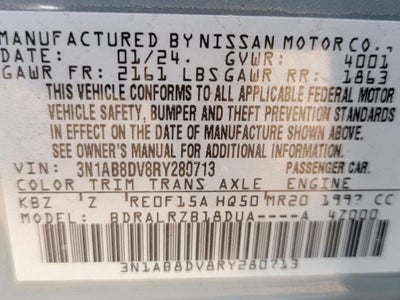 MANUFACTURED BY NISSAN MOTOR CO.,
DATE: 01/24. GVWR: 4001
GAWR FR: 2161 LBS GAWR RR: 1863
THIS VEHICLE CONFORMS TO ALL APPLICABLE FEDERAL MOTOR
VEHICLE SAFETY, BUMPER AND THEFT PREVENTION STANDARDS
IN EFFECT ON THE DATE OF MANUFACTURE SHOWN ABOVE
SEE OWNER'S MANUAL FOR MORE INFORMATION
VIN: 3N1AB8DV8RY280713 PASSENGER CAR.
COLOR TRIM TRANS AXLE ENGINE
KBZ Z RE0F15A HQ50 MR20 1997 CC
BDRALRZB18DUA----A 4Z000
3N1AB8DV8RY280713